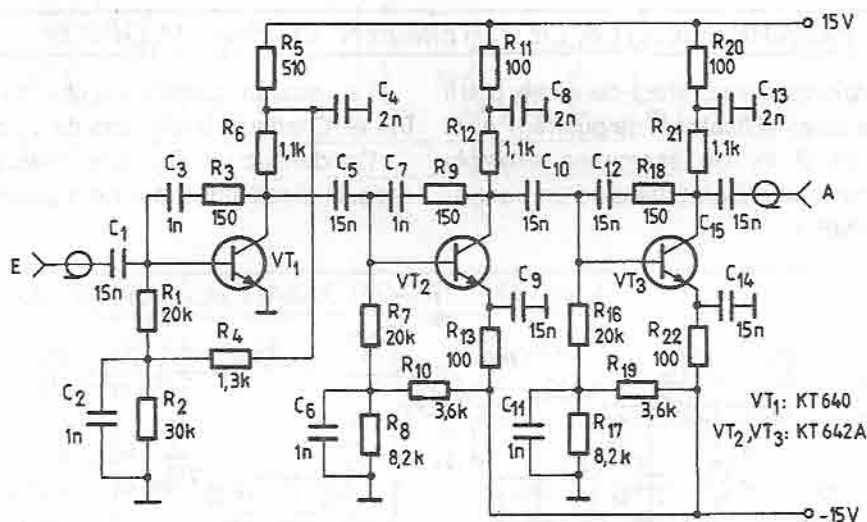 15V
R5
510
R11
100
R20
100
C4
2n
C8
2n
C13
2n
R6
1,1k
R12
1,1k
R21
1,1k
C3
1n
R3
150
C5
15n
C7
1n
R9
150
C10
15n
C12
15n
R18
150
C15
15n
A
E
C1
15n
VT1
VT2
VT3
R1
20k
R7
20k
R16
20k
C9
15n
C14
15n
R13
100
R22
100
R4
1,3k
R10
3,6k
R19
3,6k
C2
1n
R2
30k
C6
1n
R8
8,2k
C11
1n
R17
8,2k
VT1: KT640
VT2,VT3: KT642A
-15V